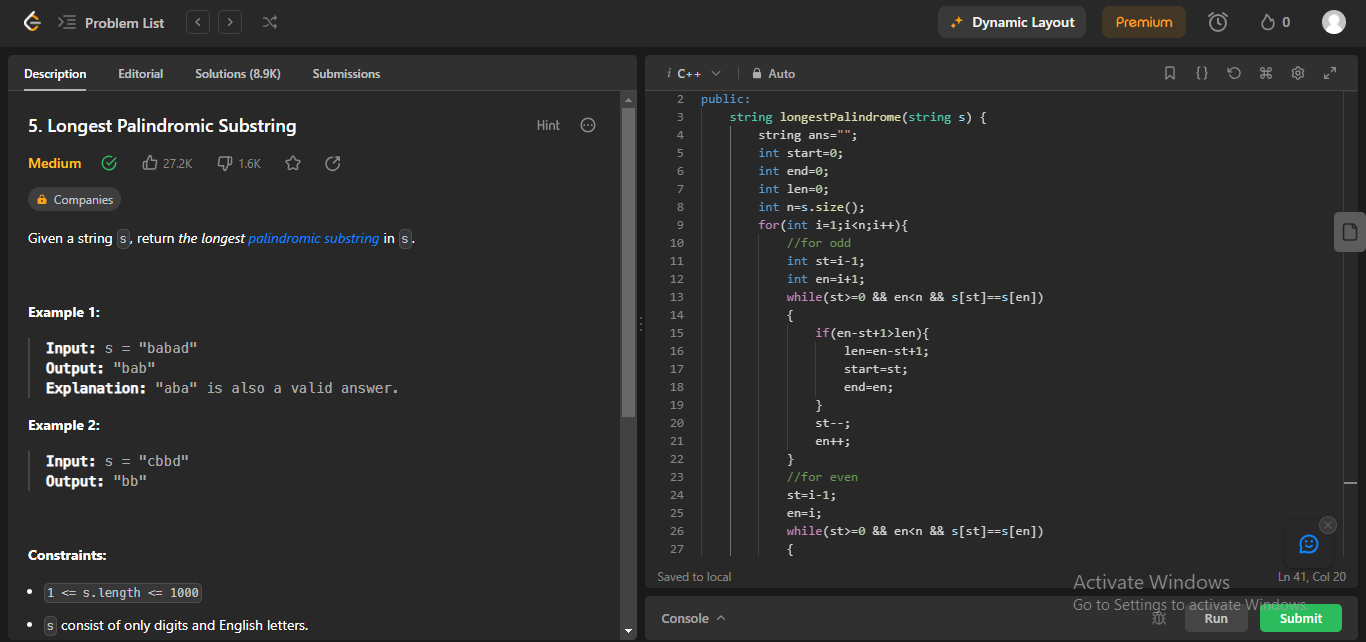 Problem List
Dynamic Layout
Premium
0
Description Editorial Solutions (8.9K) Submissions
5. Longest Palindromic Substring
Hint
Medium 27.2K 1.6K
Companies
Given a string s, return the longest palindromic substring in s.
Example 1:
Input: s = "babad"
Output: "bab"
Explanation: "aba" is also a valid answer.
Example 2:
Input: s = "cbbd"
Output: "bb"
Constraints:
• 1 <= s.length <= 1000
• s consist of only digits and English letters.
i C++ Auto
2 public:
3 string longestPalindrome(string s) {
4 string ans="";
5 int start=0;
6 int end=0;
7 int len=0;
8 int n=s.size();
9 for(int i=1;i<n;i++){
10 //for odd
11 int st=i-1;
12 int en=i+1;
13 while(st>=0 && en<n && s[st]==s[en])
14 {
15 if(en-st+1>len){
16 len=en-st+1;
17 start=st;
18 end=en;
19 }
20 st--;
21 en++;
22 }
23 //for even
24 st=i-1;
25 en=i;
26 while(st>=0 && en<n && s[st]==s[en])
27 {
Saved to local
Ln 41, Col 20
Activate Windows
Go to Settings to activate Windows.
Console
Run
Submit